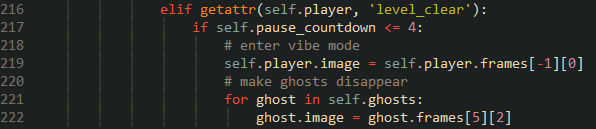 216 elif getattr(self.player, 'level_clear'):
217 if self.pause_countdown <= 4:
218 # enter vibe mode
219 self.player.image = self.player.frames[-1][0]
220 # make ghosts disappear
221 for ghost in self.ghosts:
222 ghost.image = ghost.frames[5][2]